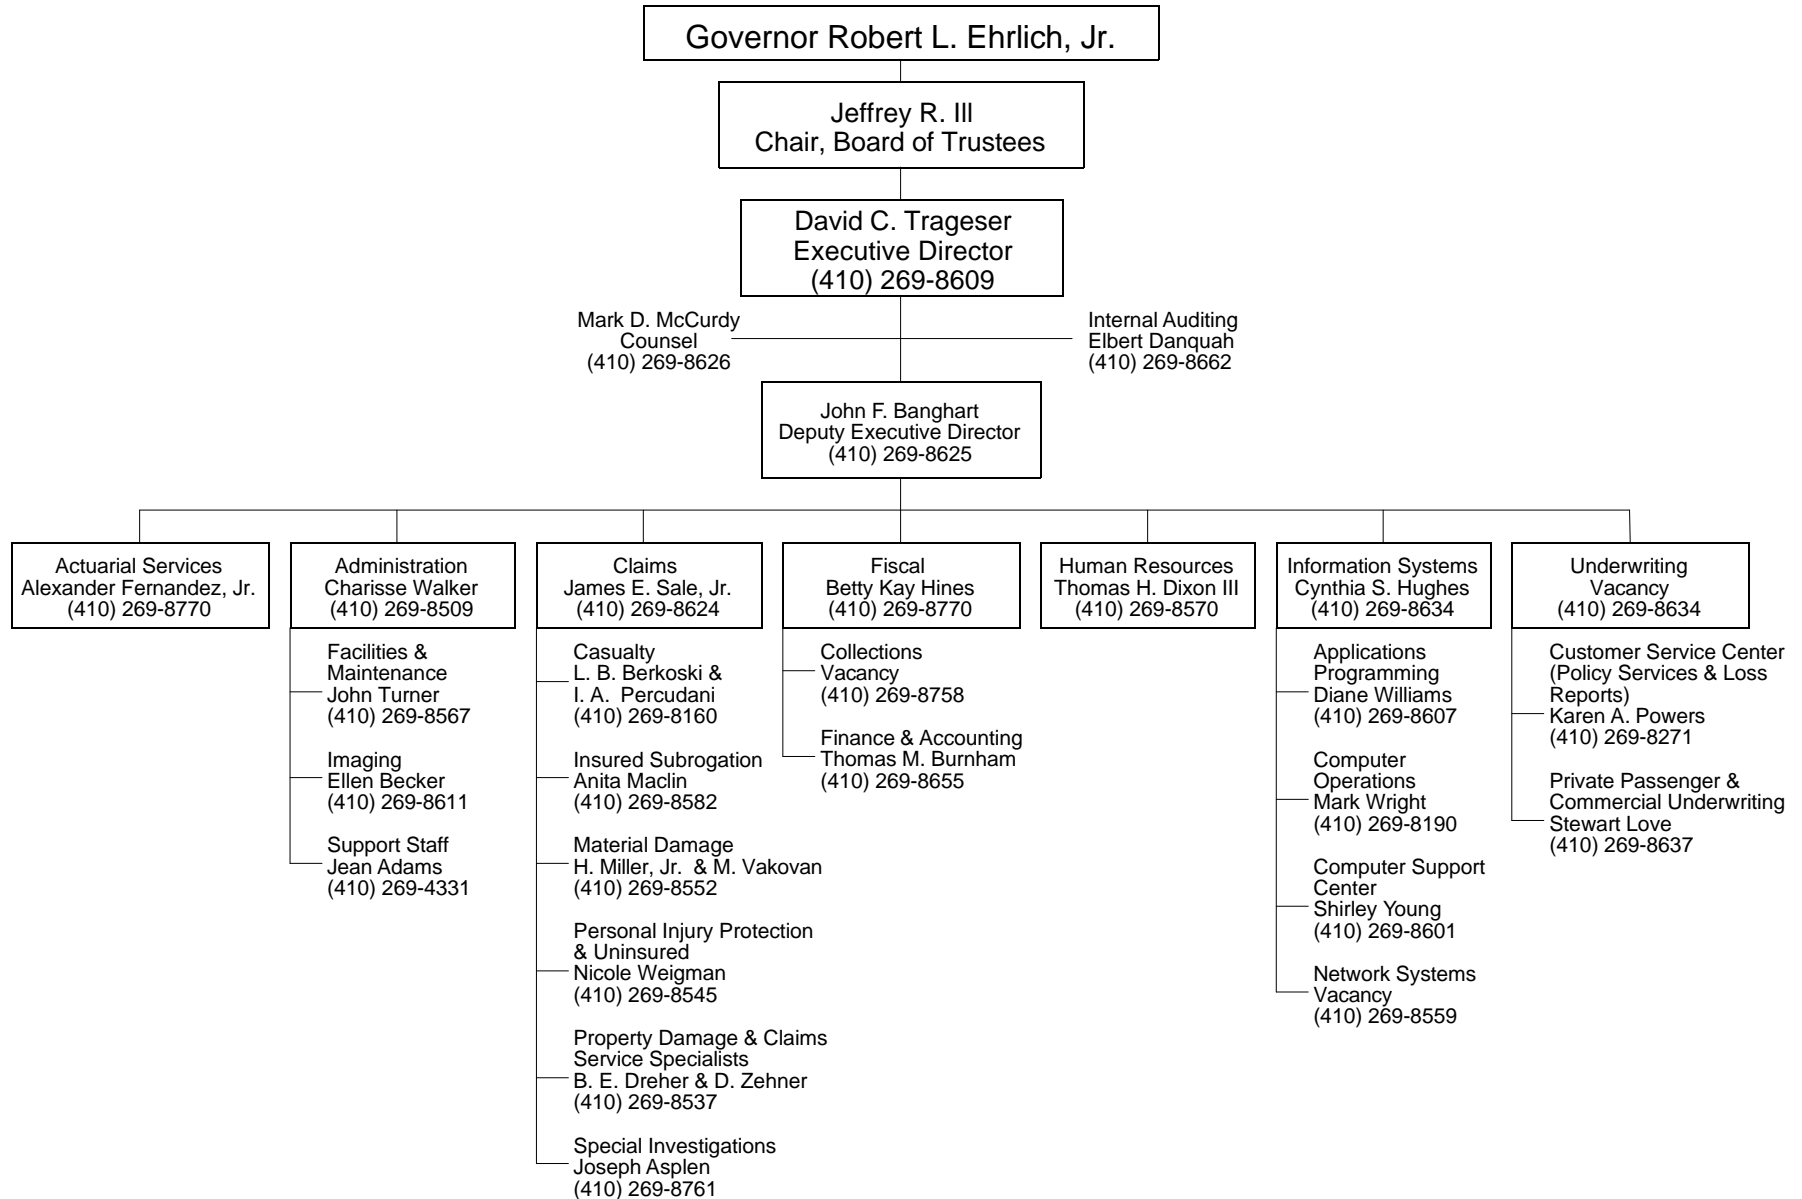 Governor Robert L. Ehrlich, Jr.
Jeffrey R. Ill
Chair, Board of Trustees
David C. Trageser
Executive Director
(410) 269-8609
Mark D. McCurdy
Counsel
(410) 269-8626
Internal Auditing
Elbert Danquah
(410) 269-8662
John F. Banghart
Deputy Executive Director
(410) 269-8625
Actuarial Services
Alexander Fernandez, Jr.
(410) 269-8770
Administration
Charisse Walker
(410) 269-8509
Facilities &
Maintenance
John Turner
(410) 269-8567
Imaging
Ellen Becker
(410) 269-8611
Support Staff
Jean Adams
(410) 269-4331
Claims
James E. Sale, Jr.
(410) 269-8624
Casualty
L. B. Berkoski &
I. A. Percudani
(410) 269-8160
Insured Subrogation
Anita Maclin
(410) 269-8582
Material Damage
H. Miller, Jr. & M. Vakovan
(410) 269-8552
Personal Injury Protection
& Uninsured
Nicole Weigman
(410) 269-8545
Property Damage & Claims
Service Specialists
B. E. Dreher & D. Zehner
(410) 269-8537
Special Investigations
Joseph Asplen
(410) 269-8761
Fiscal
Betty Kay Hines
(410) 269-8770
Collections
Vacancy
(410) 269-8758
Finance & Accounting
Thomas M. Burnham
(410) 269-8655
Human Resources
Thomas H. Dixon III
(410) 269-8570
Information Systems
Cynthia S. Hughes
(410) 269-8634
Applications
Programming
Diane Williams
(410) 269-8607
Computer
Operations
Mark Wright
(410) 269-8190
Computer Support
Center
Shirley Young
(410) 269-8601
Network Systems
Vacancy
(410) 269-8559
Underwriting
Vacancy
(410) 269-8634
Customer Service Center
(Policy Services & Loss
Reports)
Karen A. Powers
(410) 269-8271
Private Passenger &
Commercial Underwriting
Stewart Love
(410) 269-8637